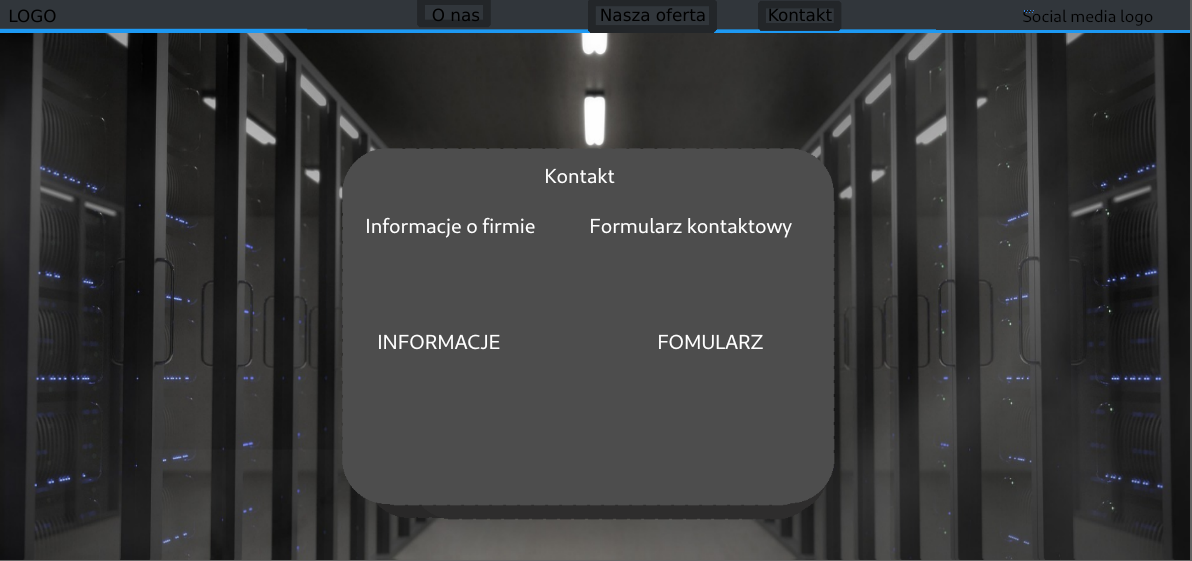 LOGO
O nas
Nasza oferta
Kontakt
Social media logo
Kontakt
Informacje o firmie
Formularz kontaktowy
INFORMACJE
FOMULARZ